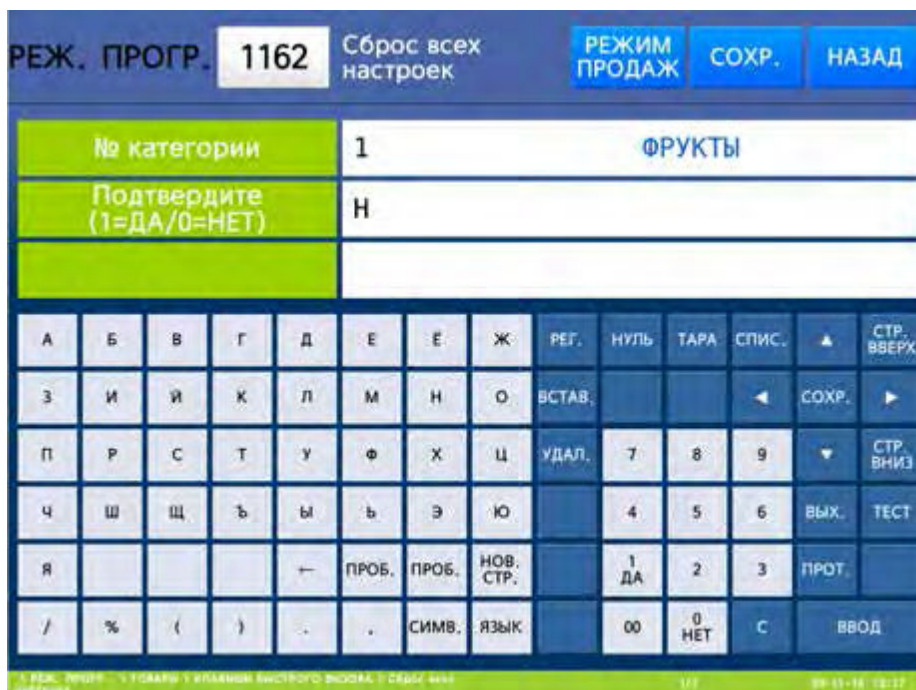 РЕЖ. ПРОГР. 1162 Сброс всех настроек РЕЖИМ ПРОДАЖ СОХР. НАЗАД
№ категории 1 ФРУКТЫ
Подтвердите (1=ДА/0=НЕТ) Н
А Б В Г Д Е Ё Ж РЕГ. НУЛЬ ТАРА СПИС. ▲ СТР. ВВЕРХ
З И Й К Л М Н О ВСТАВ. ◄ СОХР. ►
П Р С Т У Ф Х Ц УДАЛ. 7 8 9 ▼ СТР. ВНИЗ
Ч Ш Щ Ъ Ы Ь Э Ю 4 5 6 ВЫХ. ТЕСТ
Я ← ПРОБ. ПРОБ. НОВ. СТР. 1 ДА 2 3 ПРОТ.
/ % ( ) . . СИМВ. ЯЗЫК 00 0 НЕТ С ВВОД